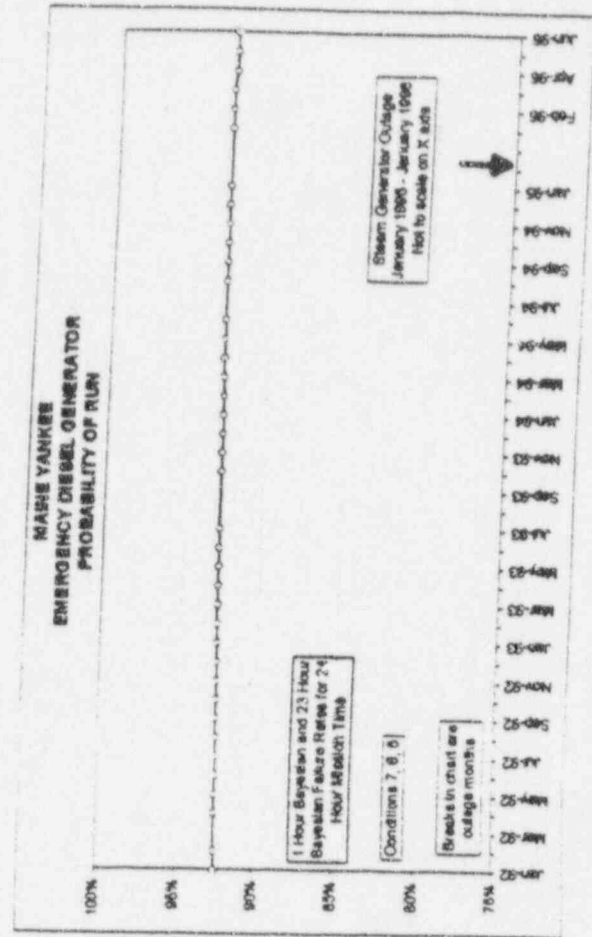 MAINE YANKEE
EMERGENCY DIESEL GENERATOR
PROBABILITY OF RUN
100%
95%
90%
85%
80%
75%
1 Hour Bayesian and 23 Hour
Bayesian Failure Rates for 24
Hour Mission Time
Conditions 7, 6, 5
Breaks in chart are
outage months
Steam Generator Outage
January 1995 - January 1996
Not to scale on X axis
Jan-92
Mar-92
May-92
Jul-92
Sep-92
Nov-92
Jan-93
Mar-93
May-93
Jul-93
Sep-93
Nov-93
Jan-94
Mar-94
May-94
Jul-94
Sep-94
Nov-94
Jan-95
Feb-96
Apr-96
Jun-96